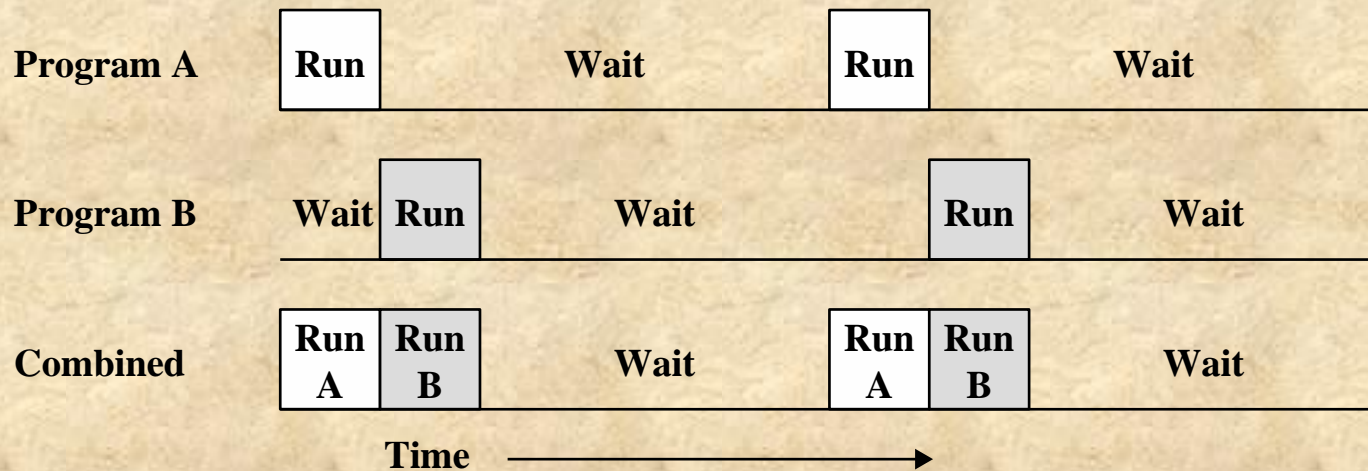 Program A Run Wait Run Wait
Program B Wait Run Wait Run Wait
Combined Run A Run B Wait Run A Run B Wait
Time